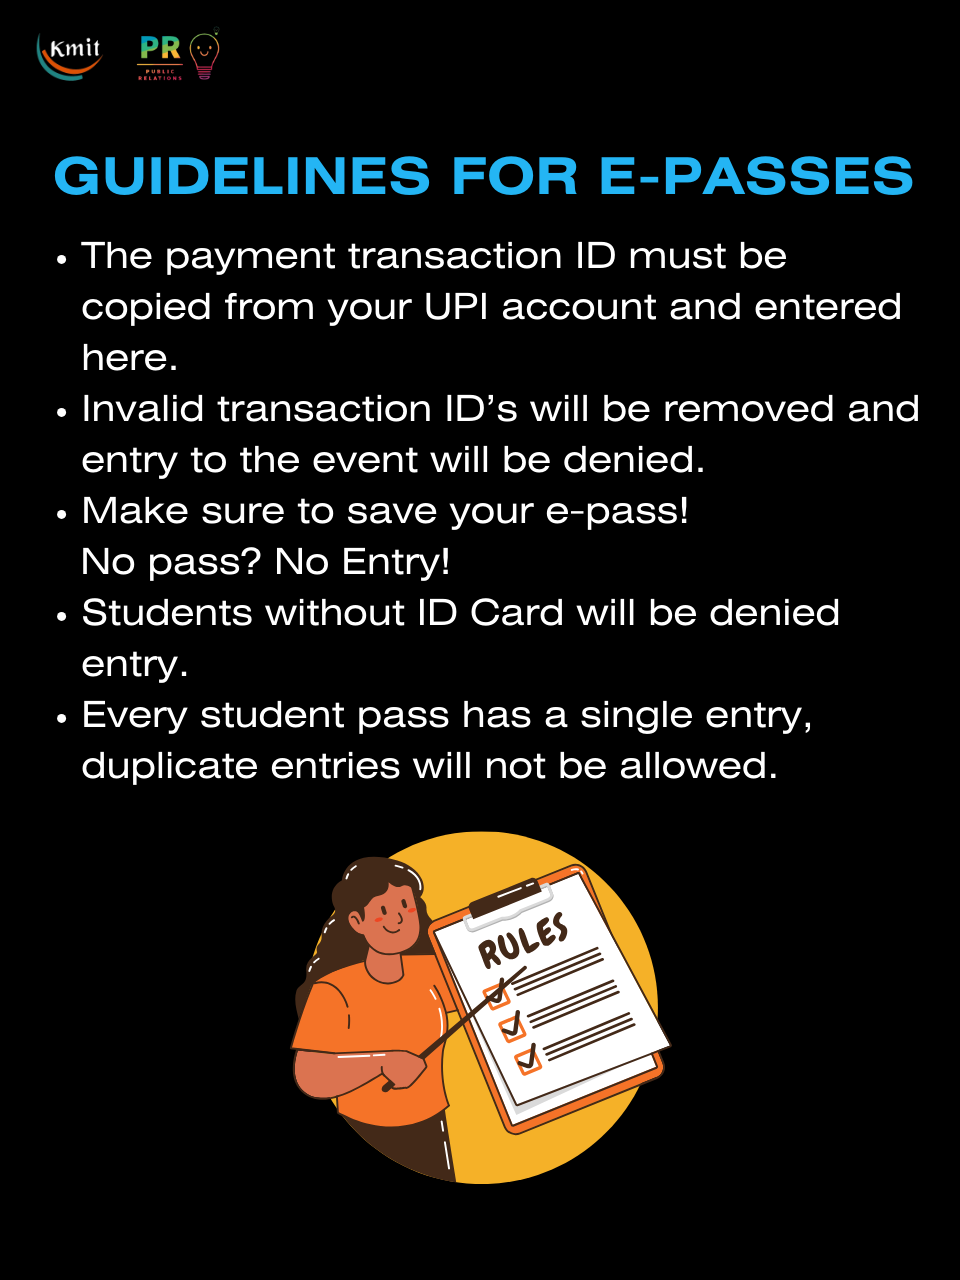 Kmit
PR
PUBLIC
RELATIONS
GUIDELINES FOR E-PASSES
• The payment transaction ID must be
copied from your UPI account and entered
here.
• Invalid transaction ID’s will be removed and
entry to the event will be denied.
• Make sure to save your e-pass!
No pass? No Entry!
• Students without ID Card will be denied
entry.
• Every student pass has a single entry,
duplicate entries will not be allowed.
RULES